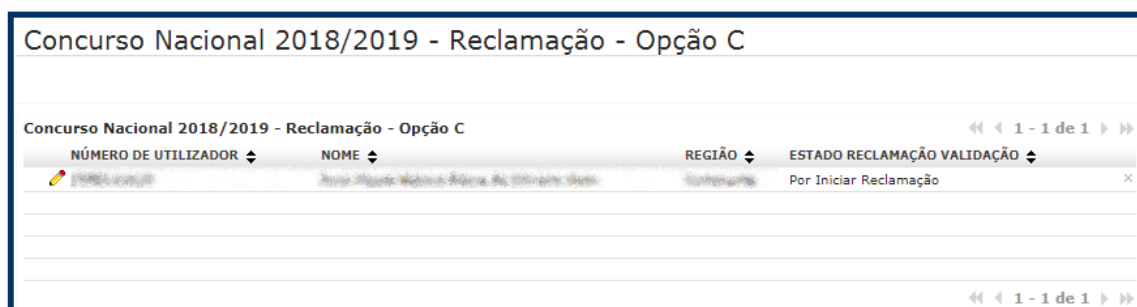 Concurso Nacional 2018/2019 - Reclamação - Opção C
Concurso Nacional 2018/2019 - Reclamação - Opção C 1 - 1 de 1
NÚMERO DE UTILIZADOR NOME REGIÃO ESTADO RECLAMAÇÃO VALIDAÇÃO
Por Iniciar Reclamação
1 - 1 de 1